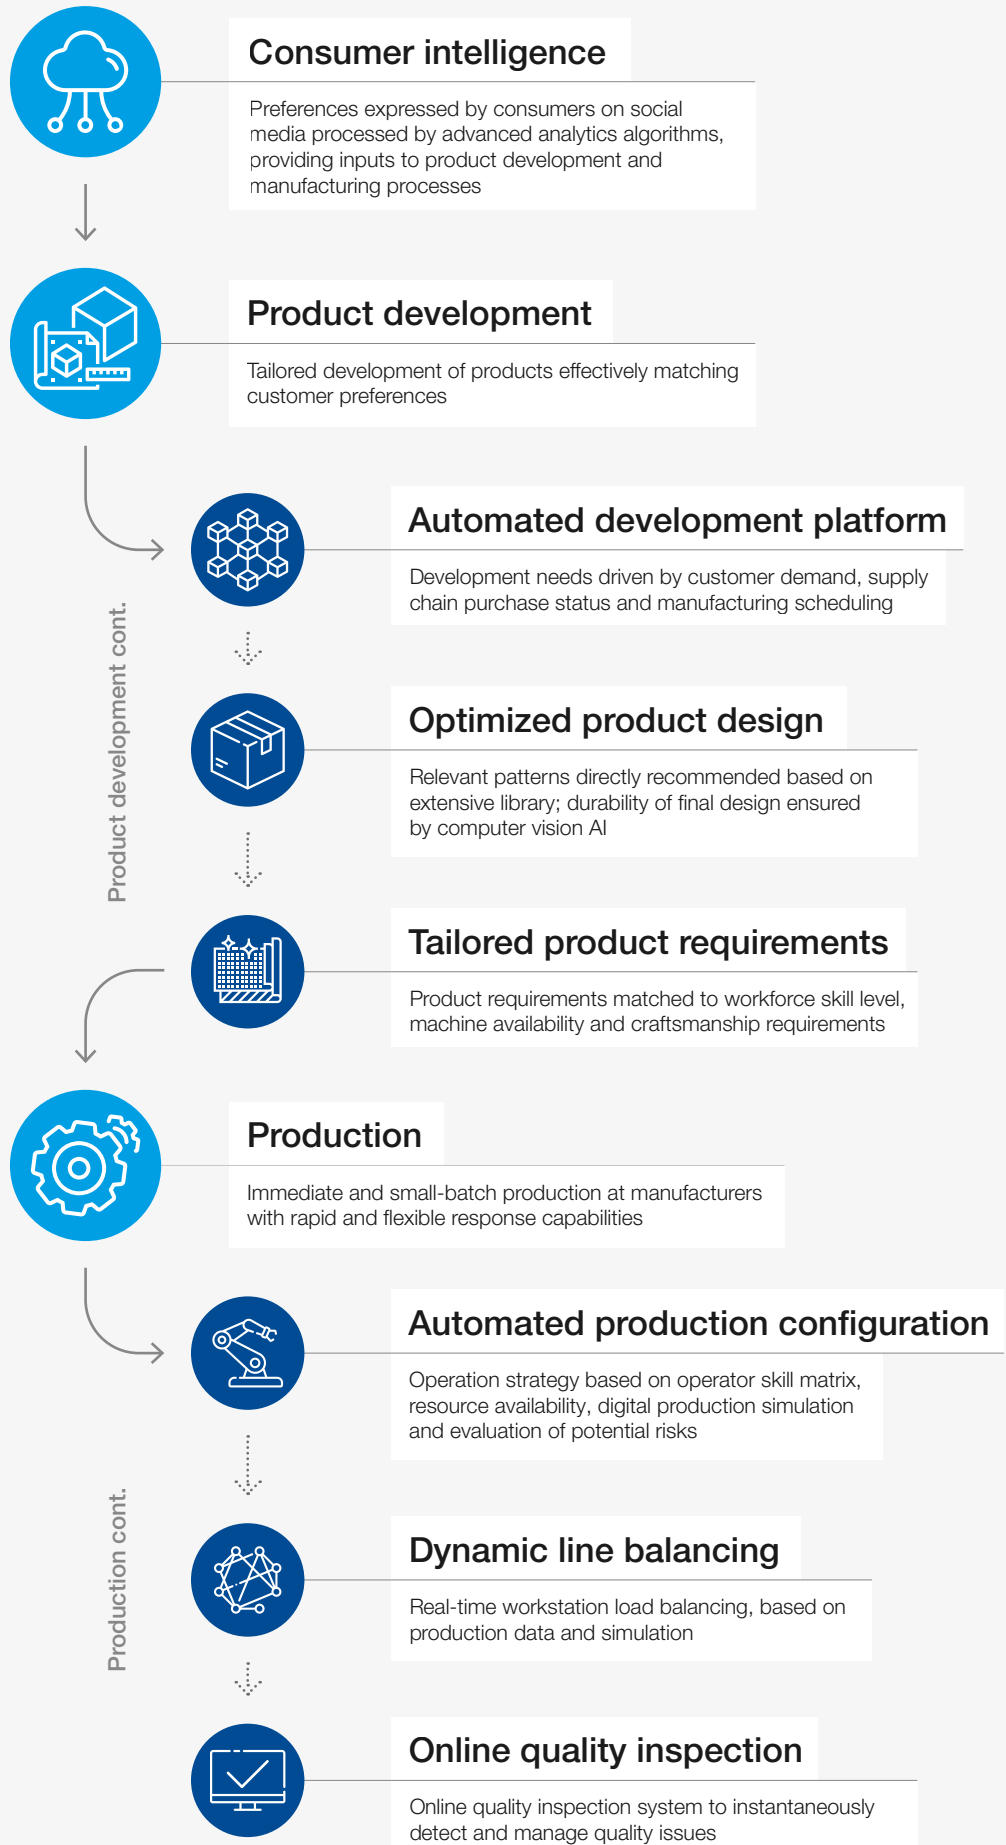 Consumer intelligence
Preferences expressed by consumers on social
media processed by advanced analytics algorithms,
providing inputs to product development and
manufacturing processes
Product development
Tailored development of products effectively matching
customer preferences
Product development cont.
Automated development platform
Development needs driven by customer demand, supply
chain purchase status and manufacturing scheduling
Optimized product design
Relevant patterns directly recommended based on
extensive library; durability of final design ensured
by computer vision AI
Tailored product requirements
Product requirements matched to workforce skill level,
machine availability and craftsmanship requirements
Production
Immediate and small-batch production at manufacturers
with rapid and flexible response capabilities
Production cont.
Automated production configuration
Operation strategy based on operator skill matrix,
resource availability, digital production simulation
and evaluation of potential risks
Dynamic line balancing
Real-time workstation load balancing, based on
production data and simulation
Online quality inspection
Online quality inspection system to instantaneously
detect and manage quality issues